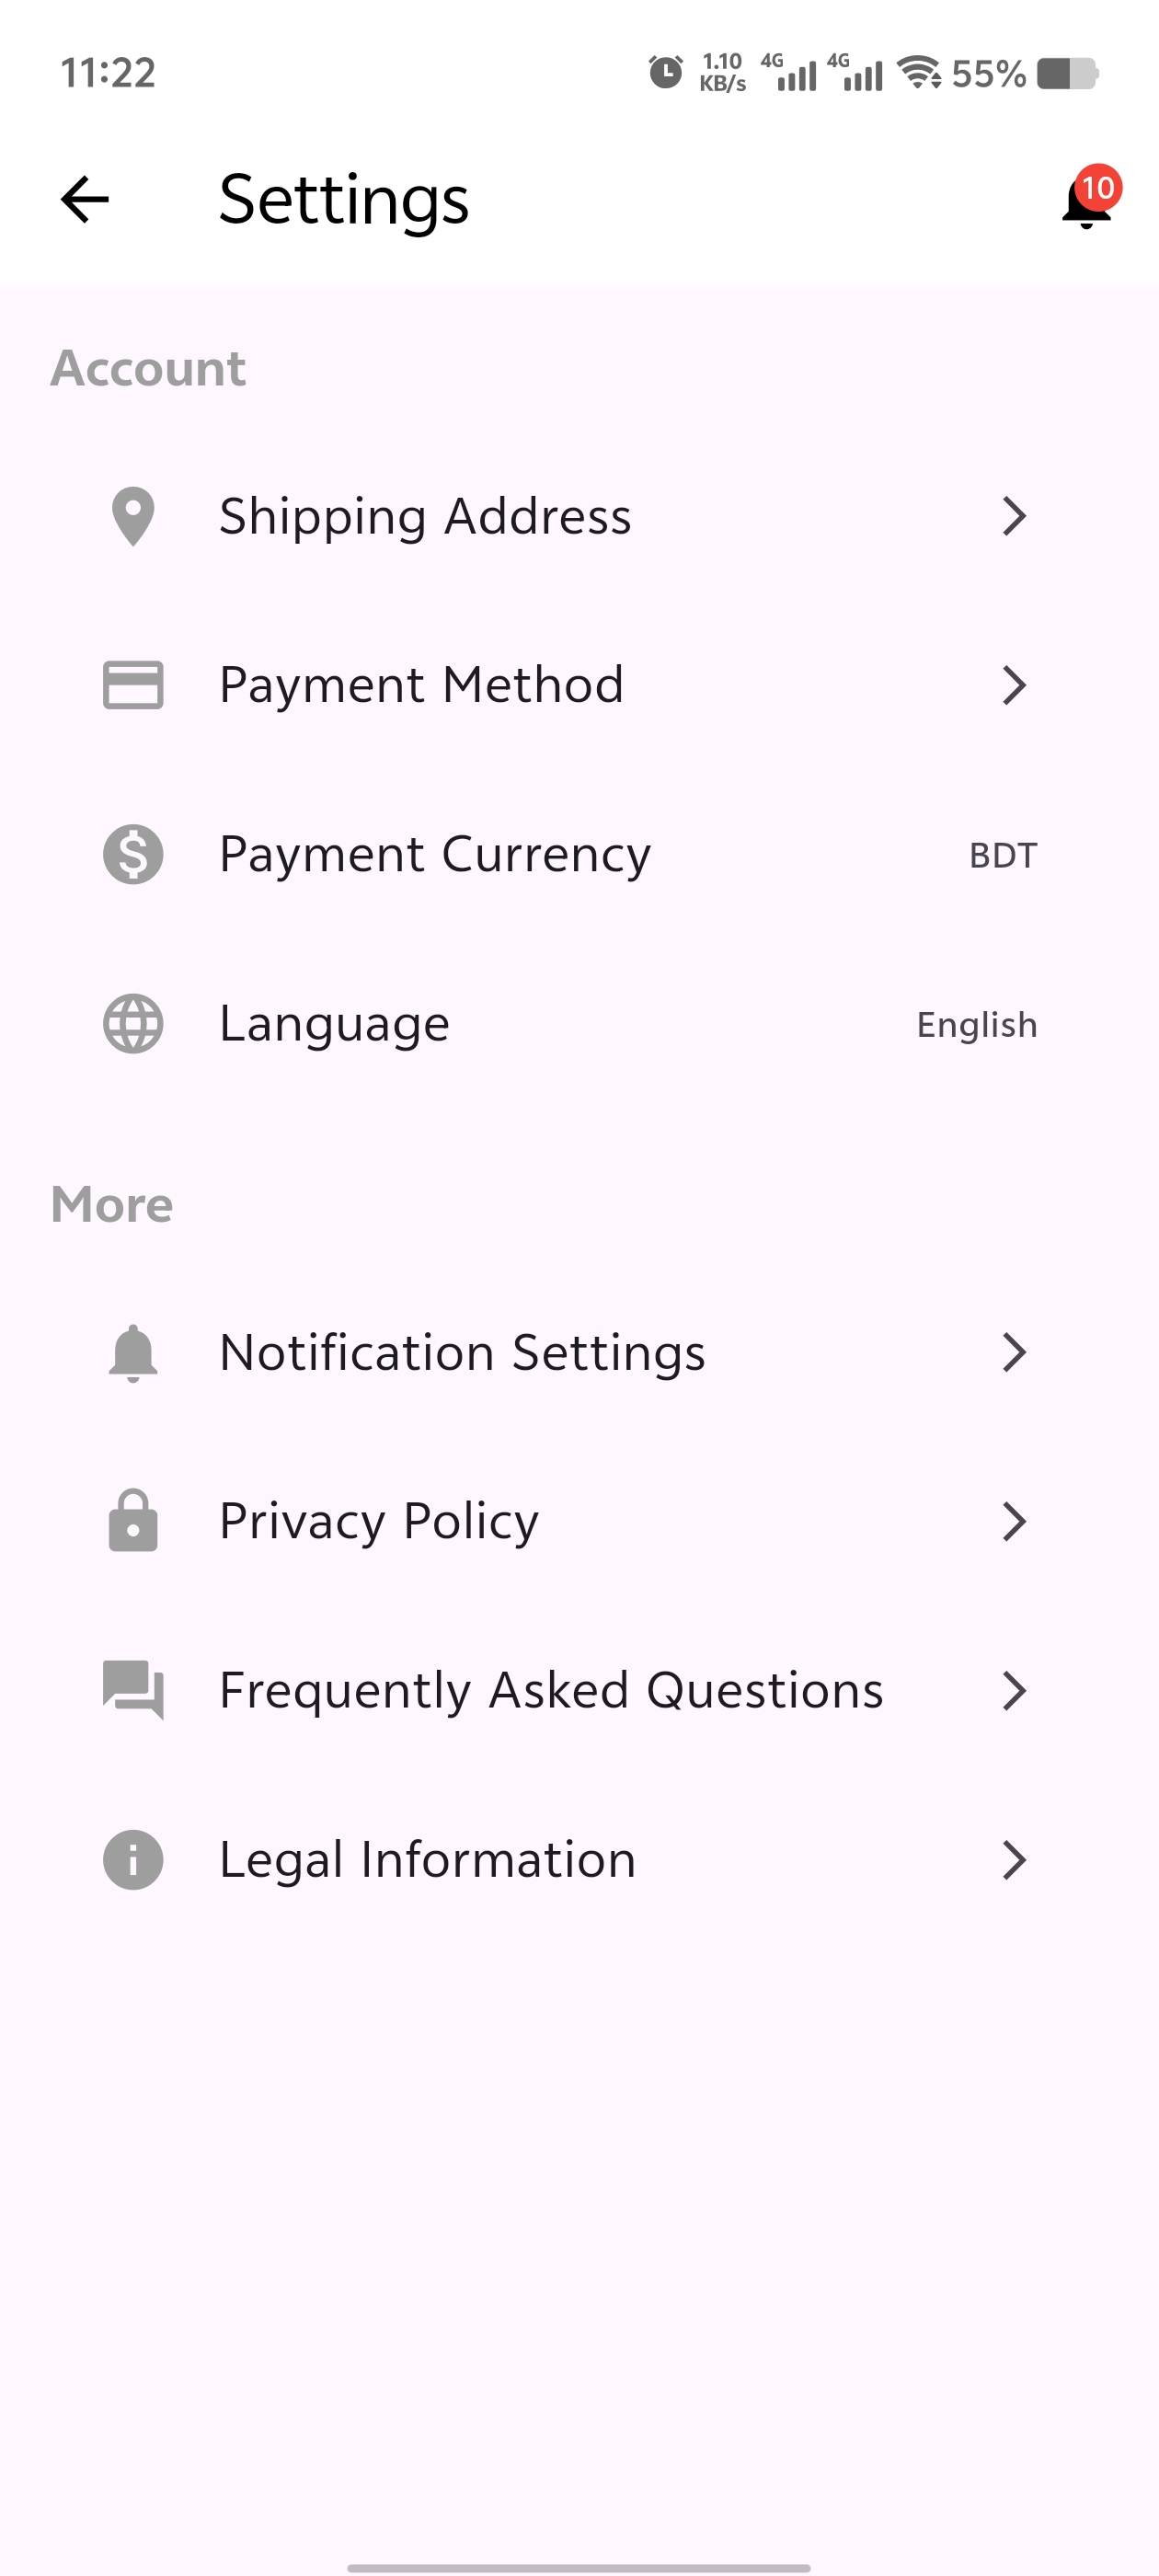 11:22
1.10
KB/s
4G
4G
55%
Settings
10
Account
Shipping Address
Payment Method
Payment Currency
BDT
Language
English
More
Notification Settings
Privacy Policy
Frequently Asked Questions
Legal Information